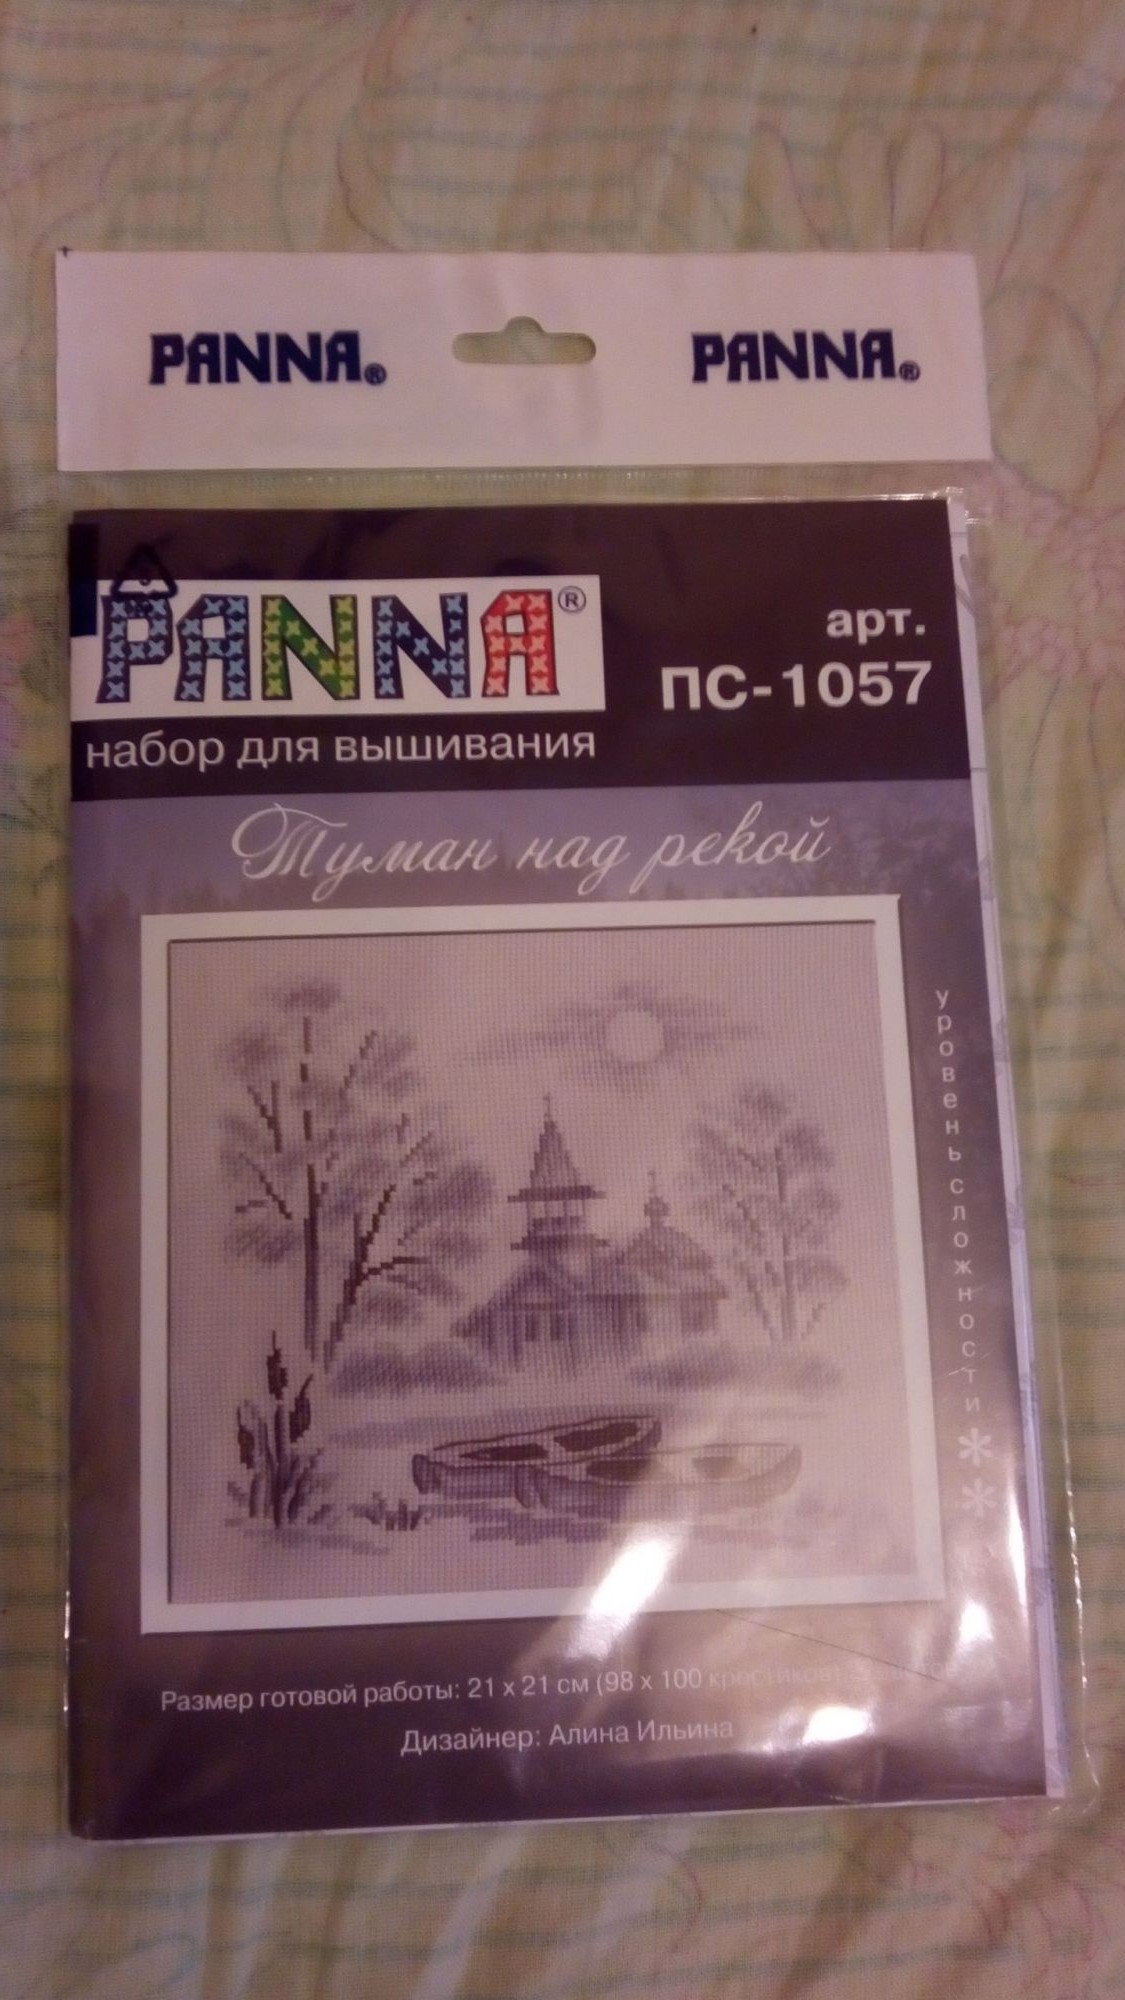 PANNA® PANNA®
PANNA®
арт.
ПС-1057
набор для вышивания
Туман над рекой
уровень сложности **
Размер готовой работы: 21 x 21 см (98 x 100 крестиков)
Дизайнер: Алина Ильина